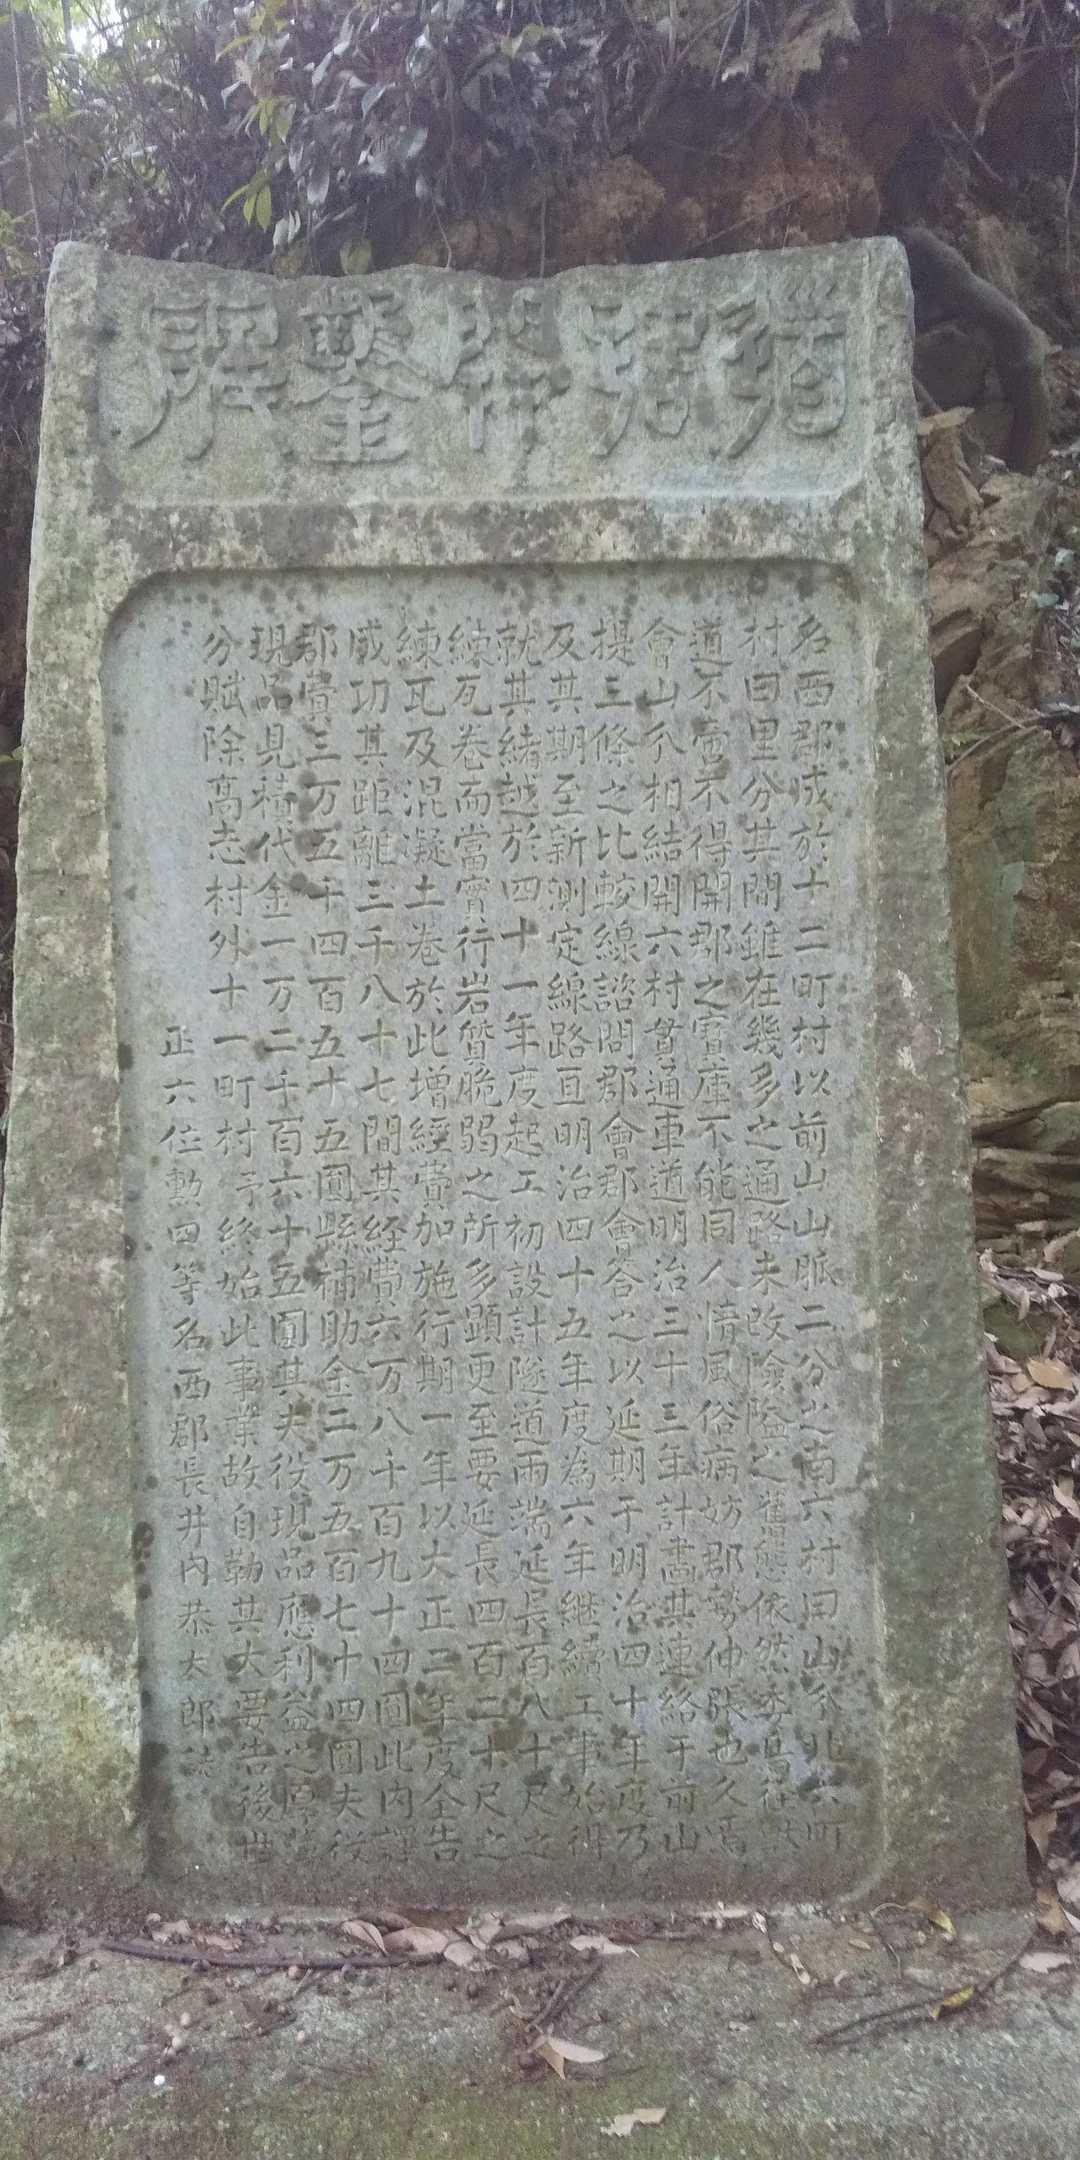 道路開鑿碑
名西郡成於十二町村以前山山脈二分之南六村曰山分北六町
村曰里分其間雖在幾多之通路未改險隘之舊態依然委鳥往
道不啻不得開郡之寳庫不能同人情風俗病妨郡勢伸張也久焉
會山分相結開六村貫通車道明治三十三年計畵其連絡于前山
提三條之比較線諮問郡會郡會答之以延期于明治四十年度乃
及其期至新測定線路亘明治四十五年度為六年継續工事始得
就其緒越於四十一年度起工初設計隧道兩端延長百八十尺之
練瓦卷而當實行岩質脆弱之所多顕更至要延長四百二十尺之
練瓦及混凝土卷於此增經費加施行期一年以大正二年度全告
成功其距離三千八十七間其経費六万八千百九十四圓此内譯
郡費三万五千四百五十五圓縣補助金二万五百七十四圓夫役
現品見積代金一万二千百六十五圓其夫役現品應利益之厚薄
分賦除高志村外十一町村予終始此事業故自勒其大要告後世
正六位勲四等名西郡長井内恭太郎誌